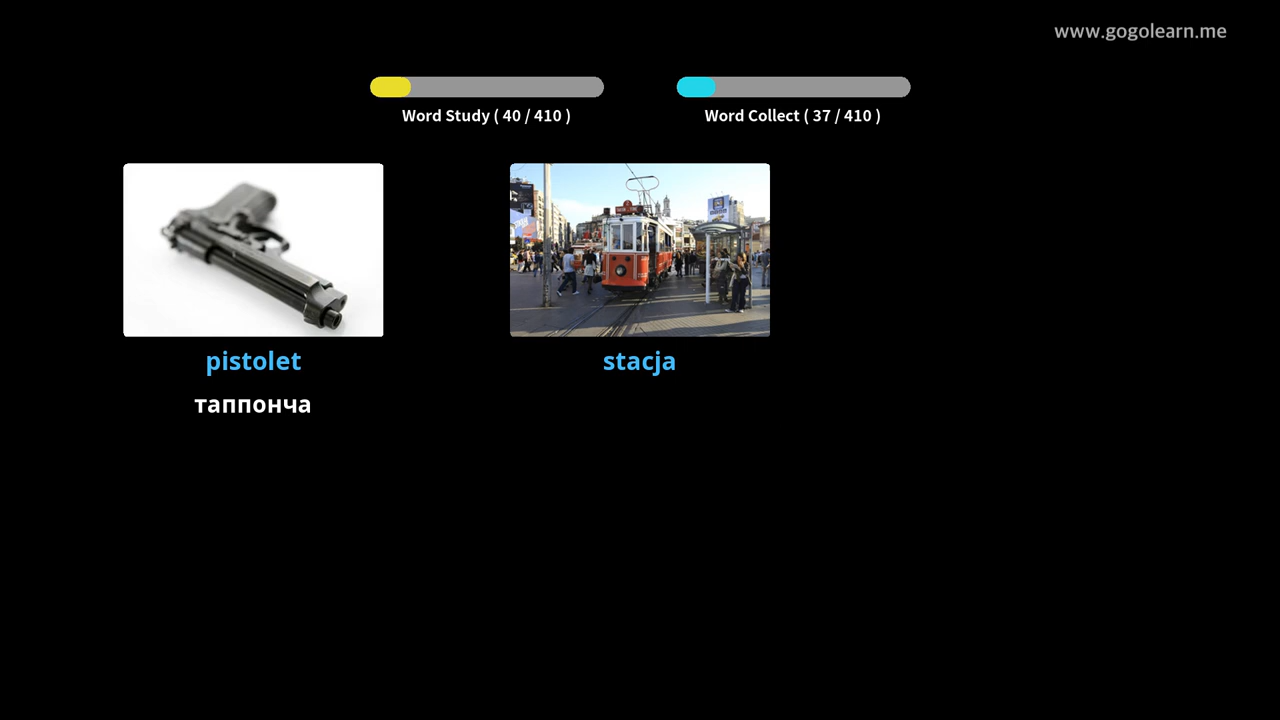 www.gogolearn.me
Word Study ( 40 / 410 )
Word Collect ( 37 / 410 )
pistolet
stacja
таппонча